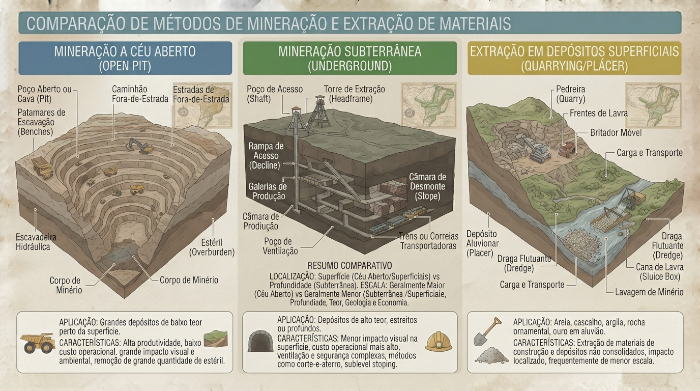 COMPARAÇÃO DE MÉTODOS DE MINERAÇÃO E EXTRAÇÃO DE MATERIAIS
MINERAÇÃO A CÉU ABERTO
(OPEN PIT)
Poço Aberto ou
Cava (Pit)
Caminhão
Fora-de-Estrada
Estradas de
Fora-de-Estrada
Patamares de
Escavação
(Benches)
Escavadeira
Hidráulica
Estéril
(Overburden)
Corpo de
Minério
Corpo de Minério
APLICAÇÃO: Grandes depósitos de baixo teor
perto da superfície.
CARACTERÍSTICAS: Alta produtividade, baixo
custo operacional, grande impacto visual e
ambiental, remoção de grande quantidade de estéril.
MINERAÇÃO SUBTERRÂNEA
(UNDERGROUND)
Poço de Acesso
(Shaft)
Torre de Extração
(Headframe)
Rampa de
Acesso
(Decline)
Galerias de
Produção
Câmara de
Desmonte
(Slope)
Câmara de
Produção
Poço de
Ventilação
Trens ou Correias
Transportadoras
RESUMO COMPARATIVO
LOCALIZAÇÃO: Superfície (Céu Aberto/Superficiais) vs
Profundidade (Subterrânea). ESCALA: Geralmente Maior
(Céu Aberto) vs Geralmente Menor (Subterrânea /Superficiais,
Profundidade, Teor, Geologia e Economia.
APLICAÇÃO: Depósitos de alto teor, estreitos
ou profundos.
CARACTERÍSTICAS: Menor impacto visual na
superfície, custo operacional mais alto,
ventilação e segurança complexas, métodos
como corte-e-aterro, sublevel stoping.
EXTRAÇÃO EM DEPÓSITOS SUPERFICIAIS
(QUARRYING/PLÁCER)
Pedreira
(Quarry)
Frentes de Lavra
Britador Móvel
Carga e Transporte
Depósito
Aluvionar
(Placer)
Draga Flutuante
(Dredge)
Carga e Transporte
Draga
Flutuante
(Dredge)
Cana de Lavra
(Sluice Box)
Lavagem de Minério
APLICAÇÃO: Areia, cascalho, argila, rocha
ornamental, ouro em aluvião.
CARACTERÍSTICAS: Extração de materiais de
construção e depósitos não consolidados, impacto
localizado, frequentemente de menor escala.